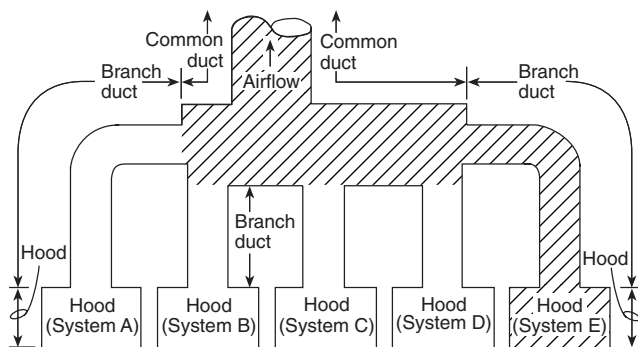 Common
duct
Common
duct
Branch
duct
Airflow
Branch
duct
Branch
duct
Hood
Hood
Hood
(System A)
Hood
(System B)
Hood
(System C)
Hood
(System D)
Hood
(System E)